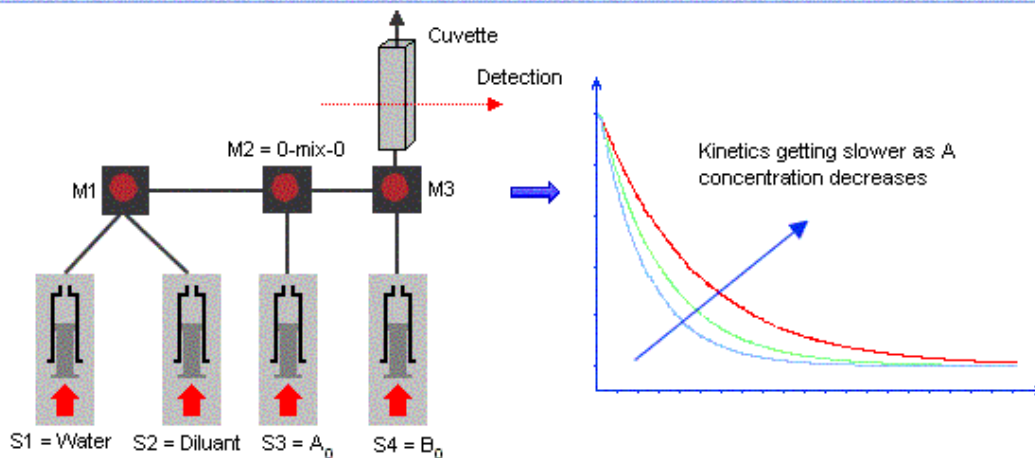 Cuvette
Detection
M2 = 0-mix-0
M1
M3
S1 = Water
S2 = Diluant
S3 = A₀
S4 = B₀
Kinetics getting slower as A
concentration decreases